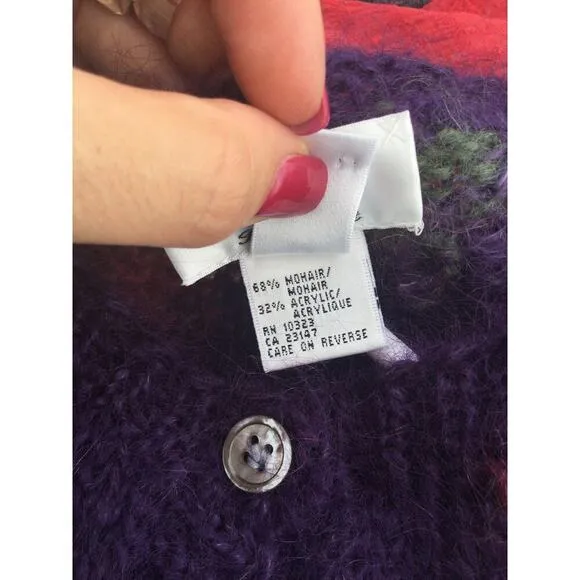 68% MOHAIR/
MOHAIR
32% ACRYLIC/
ACRYLIQUE
RN 10323
CA 23147
CARE ON REVERSE